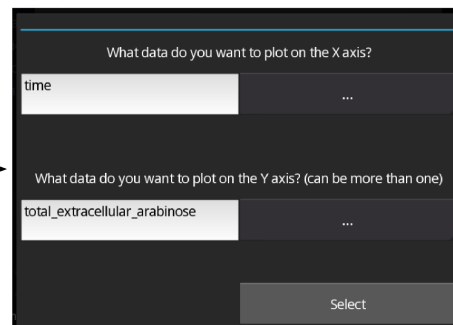 What data do you want to plot on the X axis?
time
...
What data do you want to plot on the Y axis? (can be more than one)
total_extracellular_arabinose
...
Select